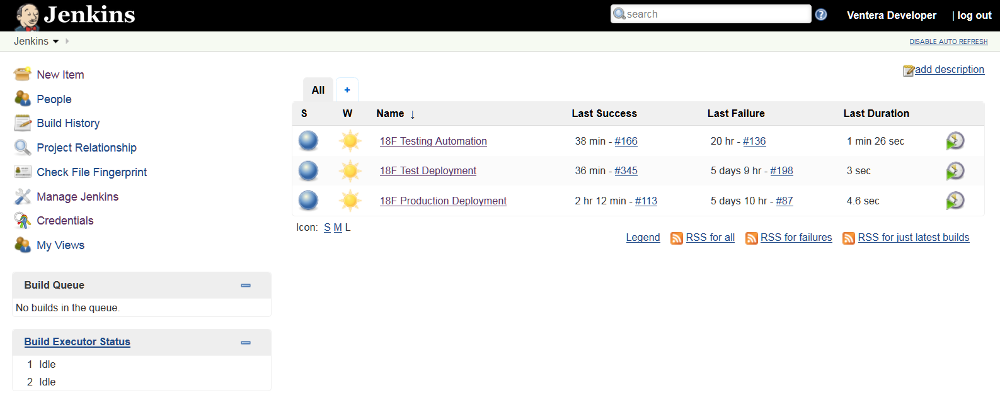 Jenkins
search
Ventera Developer | log out
Jenkins
DISABLE AUTO REFRESH
New Item
People
Build History
Project Relationship
Check File Fingerprint
Manage Jenkins
Credentials
My Views
Build Queue
No builds in the queue.
Build Executor Status
1 Idle
2 Idle
add description
All +
S W Name ↓ Last Success Last Failure Last Duration
18F Testing Automation 38 min - #166 20 hr - #136 1 min 26 sec
18F Test Deployment 36 min - #345 5 days 9 hr - #198 3 sec
18F Production Deployment 2 hr 12 min - #113 5 days 10 hr - #87 4.6 sec
Icon: S M L
Legend RSS for all RSS for failures RSS for just latest builds